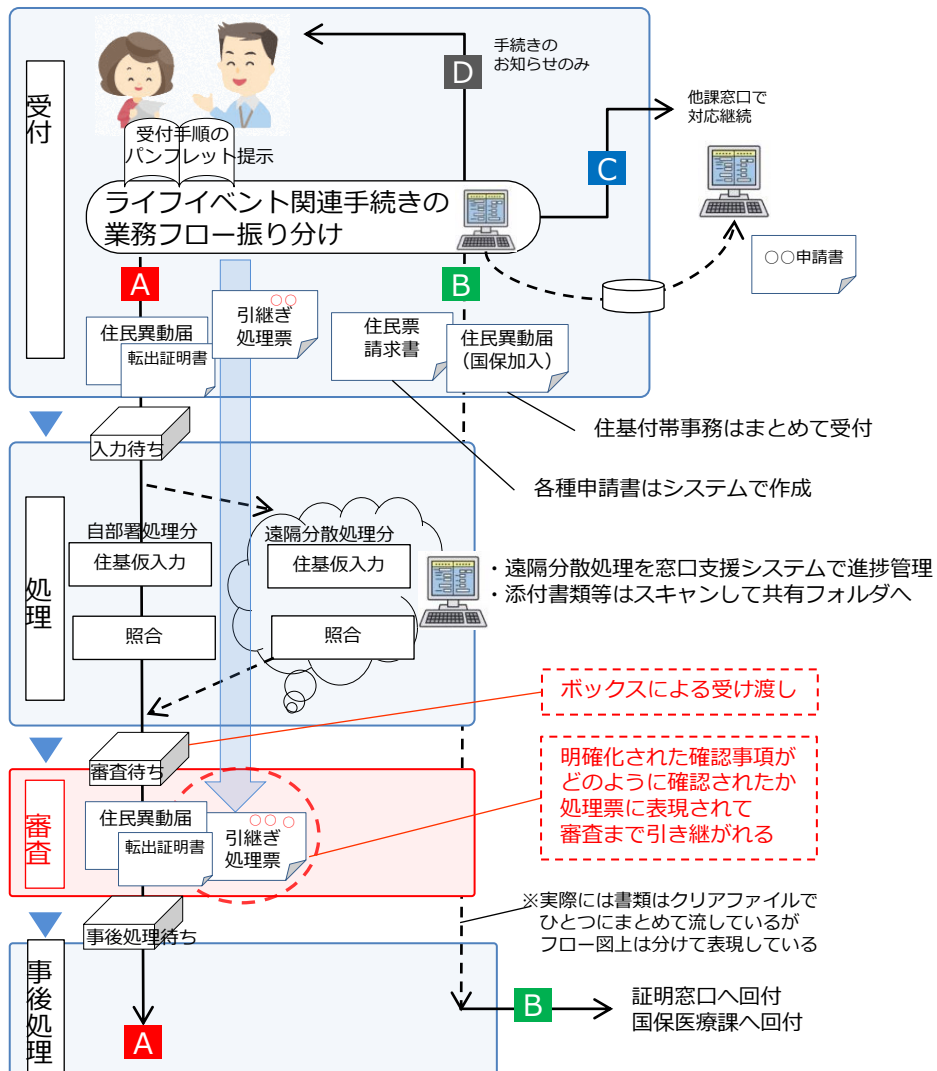 受付
手続きの
お知らせのみ
D
他課窓口で
対応継続
C
受付手順の
パンフレット提示
ライフイベント関連手続きの
業務フロー振り分け
○○申請書
A
B
住民異動届
転出証明書
○○
引継ぎ
処理票
住民票
請求書
住民異動届
（国保加入）
住基付帯事務はまとめて受付
各種申請書はシステムで作成
入力待ち
処理
自部署処理分
住基仮入力
照合
遠隔分散処理分
住基仮入力
照合
・遠隔分散処理を窓口支援システムで進捗管理
・添付書類等はスキャンして共有フォルダへ
ボックスによる受け渡し
審査待ち
明確化された確認事項が
どのように確認されたか
処理票に表現されて
審査まで引き継がれる
審査
住民異動届
転出証明書
○○○
引継ぎ
処理票
※実際には書類はクリアファイルで
ひとつにまとめて流しているが
フロー図上は分けて表現している
事後処理待ち
事後処理
A
B
証明窓口へ回付
国保医療課へ回付